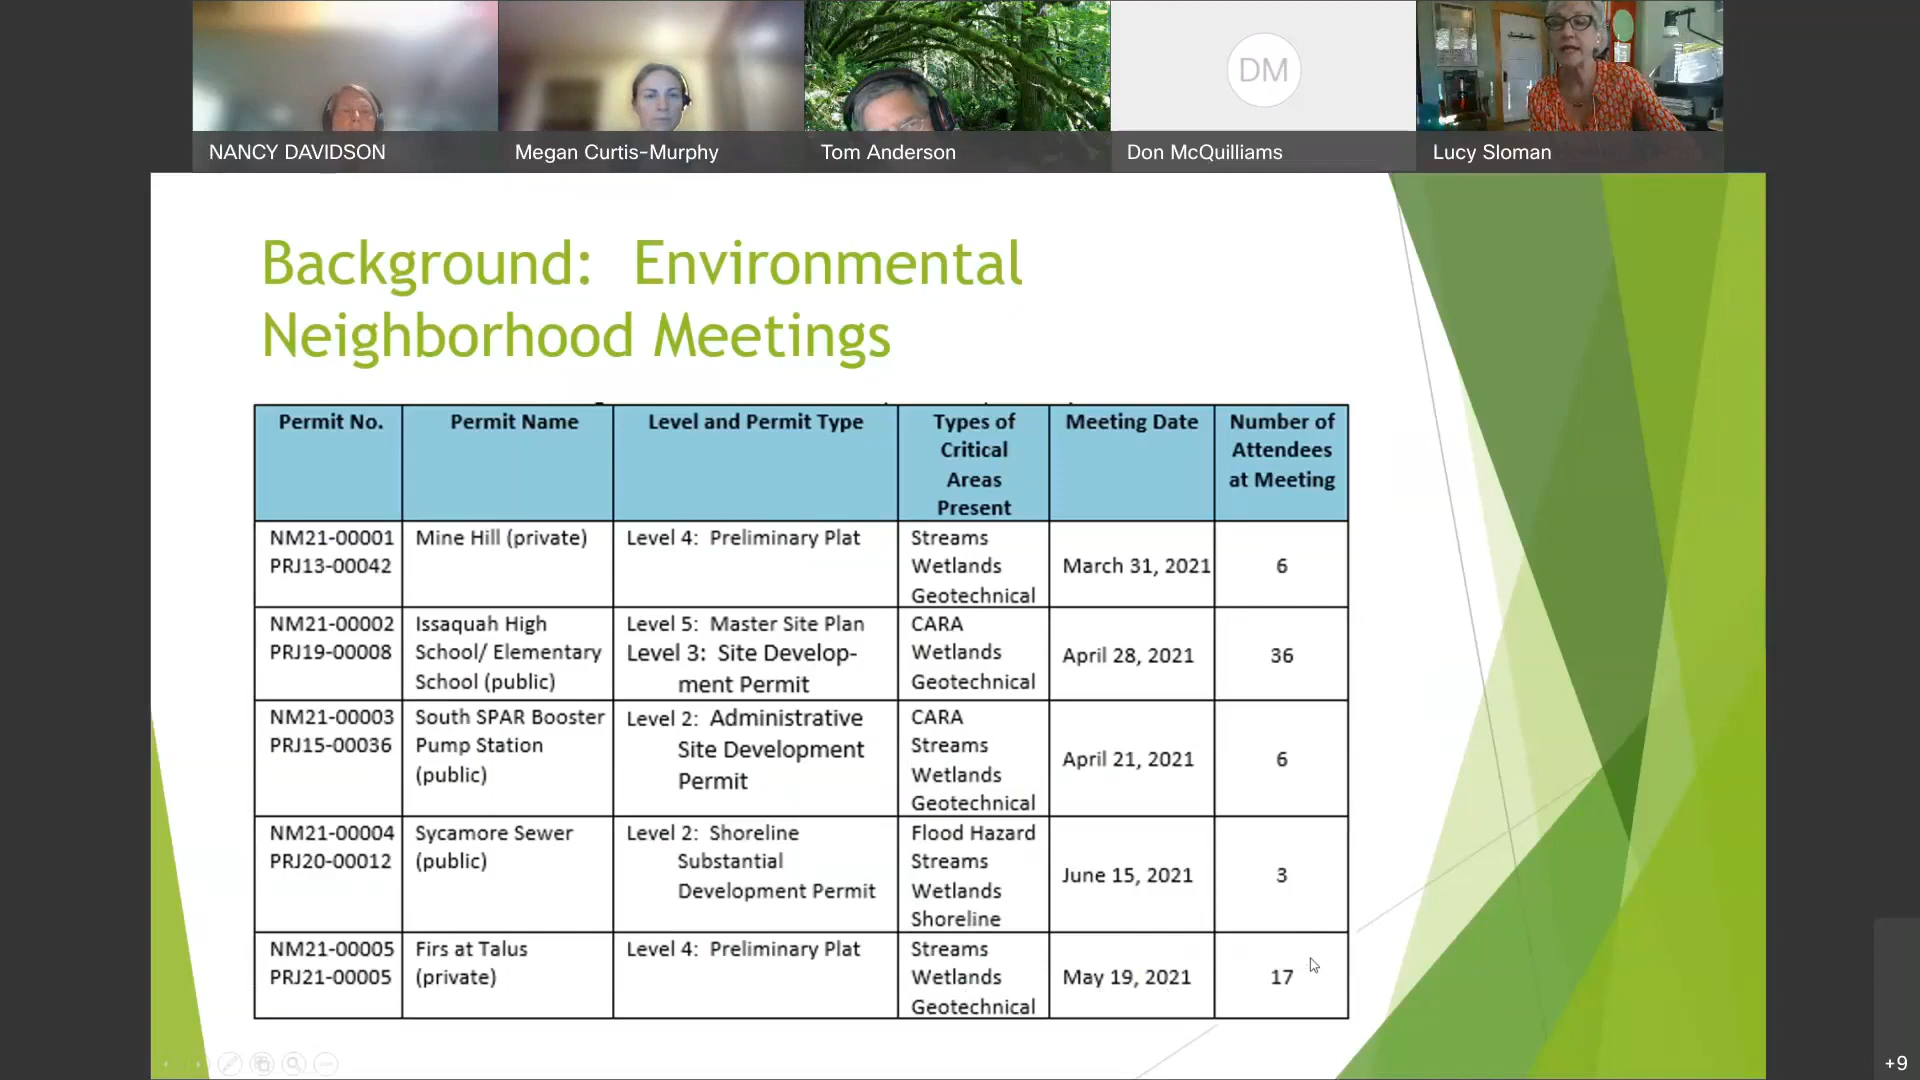 NANCY DAVIDSON
Megan Curtis-Murphy
Tom Anderson
DM
Don McQuilliams
Lucy Sloman
Background: Environmental
Neighborhood Meetings
Permit No.
Permit Name
Level and Permit Type
Types of
Critical
Areas
Present
Meeting Date
Number of
Attendees
at Meeting
NM21-00001
PRJ13-00042
Mine Hill (private)
Level 4: Preliminary Plat
Streams
Wetlands
Geotechnical
March 31, 2021
6
NM21-00002
PRJ19-00008
Issaquah High
School/ Elementary
School (public)
Level 5: Master Site Plan
Level 3: Site Develop-
ment Permit
CARA
Wetlands
Geotechnical
April 28, 2021
36
NM21-00003
PRJ15-00036
South SPAR Booster
Pump Station
(public)
Level 2: Administrative
Site Development
Permit
CARA
Streams
Wetlands
Geotechnical
April 21, 2021
6
NM21-00004
PRJ20-00012
Sycamore Sewer
(public)
Level 2: Shoreline
Substantial
Development Permit
Flood Hazard
Streams
Wetlands
Shoreline
June 15, 2021
3
NM21-00005
PRJ21-00005
Firs at Talus
(private)
Level 4: Preliminary Plat
Streams
Wetlands
Geotechnical
May 19, 2021
17
+9